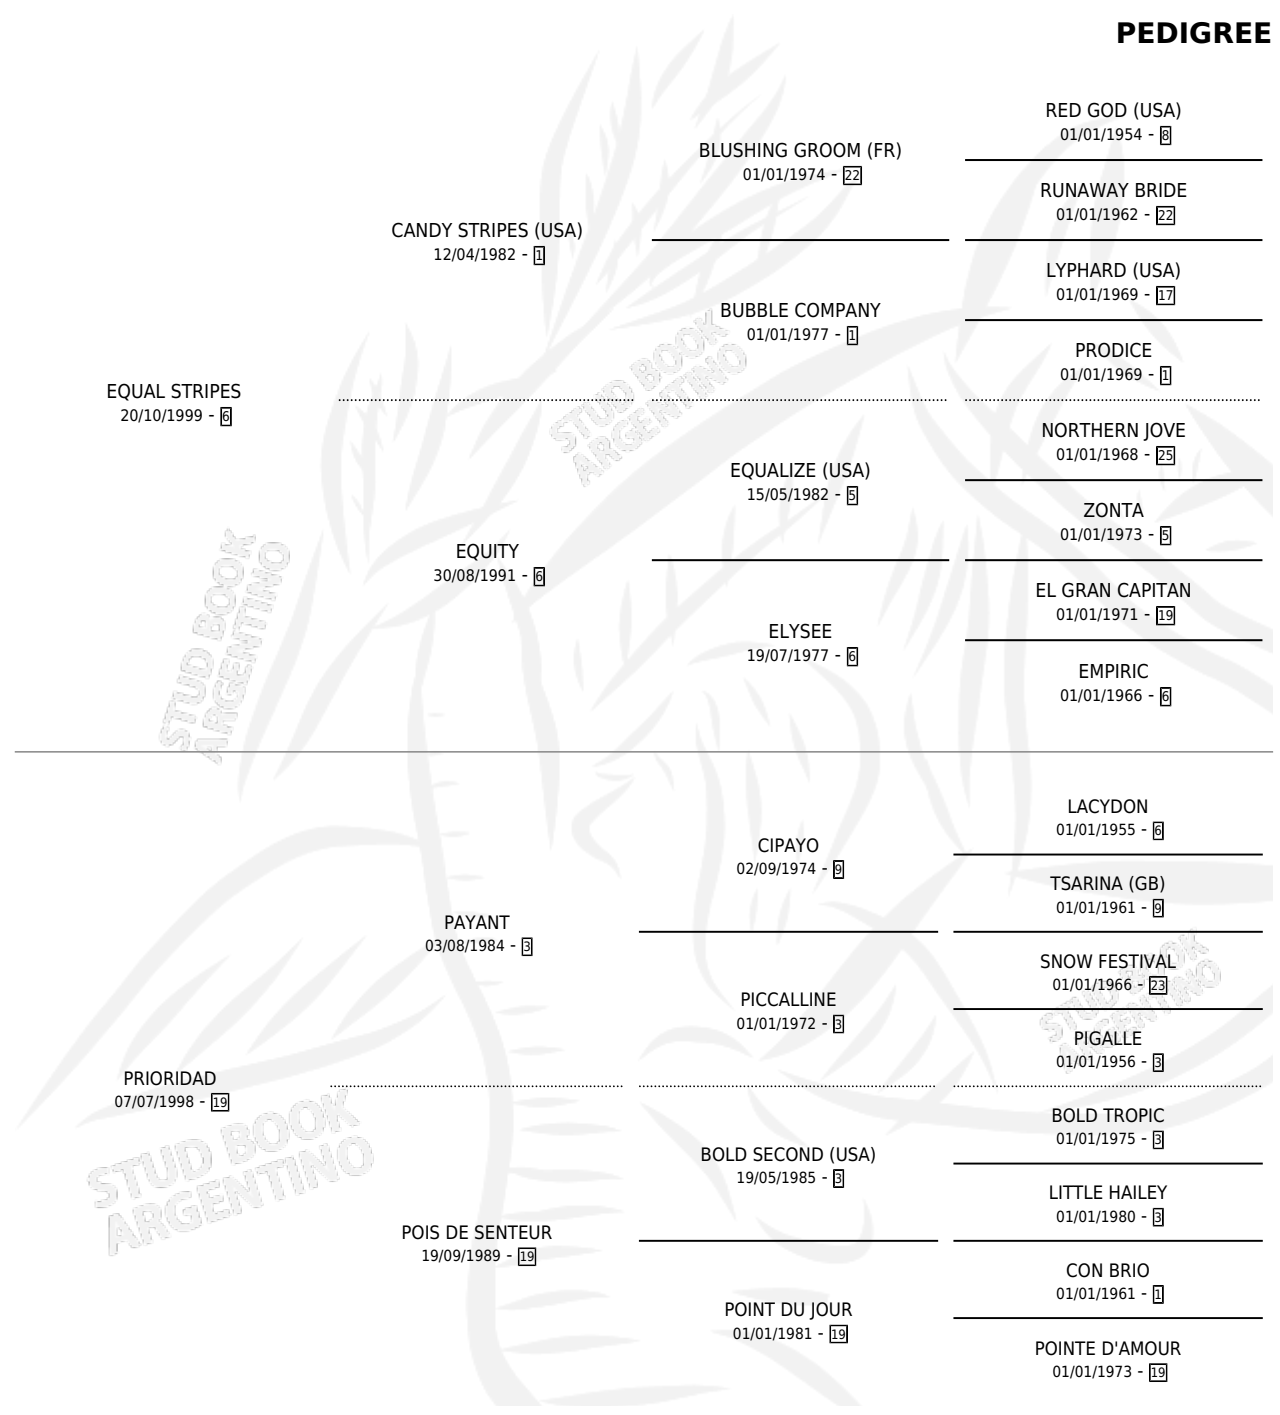 PEDIGREE
RED GOD (USA)
01/01/1954 - 8
BLUSHING GROOM (FR)
01/01/1974 - 22
RUNAWAY BRIDE
01/01/1962 - 22
CANDY STRIPES (USA)
12/04/1982 - 1
LYPHARD (USA)
01/01/1969 - 17
BUBBLE COMPANY
01/01/1977 - 1
PRODICE
01/01/1969 - 1
EQUAL STRIPES
20/10/1999 - 6
NORTHERN JOVE
01/01/1968 - 25
EQUALIZE (USA)
15/05/1982 - 5
ZONTA
01/01/1973 - 5
EQUITY
30/08/1991 - 6
EL GRAN CAPITAN
01/01/1971 - 19
ELYSEE
19/07/1977 - 6
EMPIRIC
01/01/1966 - 6
STUD BOOK
ARGENTINO
STUD BOOK
ARGENTINO
LACYDON
01/01/1955 - 6
CIPAYO
02/09/1974 - 9
TSARINA (GB)
01/01/1961 - 9
PAYANT
03/08/1984 - 3
SNOW FESTIVAL
01/01/1966 - 23
PICCALLINE
01/01/1972 - 3
PIGALLE
01/01/1956 - 3
PRIORIDAD
07/07/1998 - 19
BOLD TROPIC
01/01/1975 - 3
BOLD SECOND (USA)
19/05/1985 - 3
LITTLE HAILEY
01/01/1980 - 3
POIS DE SENTEUR
19/09/1989 - 19
CON BRIO
01/01/1961 - 1
POINT DU JOUR
01/01/1981 - 19
POINTE D'AMOUR
01/01/1973 - 19
STUD BOOK
ARGENTINO
STUD BOOK
ARGENTINO